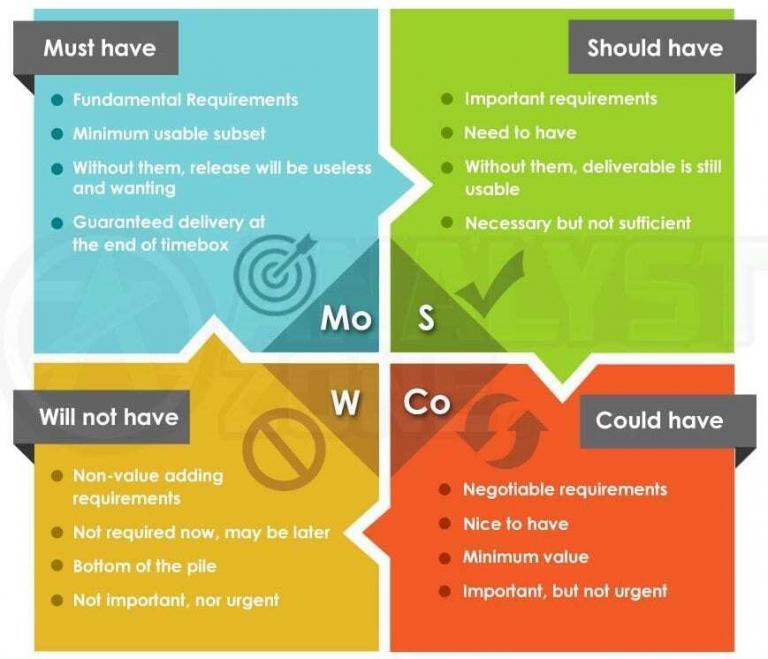 Must have
Fundamental Requirements
Minimum usable subset
Without them, release will be useless
and wanting
Guaranteed delivery at
the end of timebox
Mo
Should have
Important requirements
Need to have
Without them, deliverable is still
usable
Necessary but not sufficient
S
Will not have
Non-value adding
requirements
Not required now, may be later
Bottom of the pile
Not important, nor urgent
W
Could have
Negotiable requirements
Nice to have
Minimum value
Important, but not urgent
Co